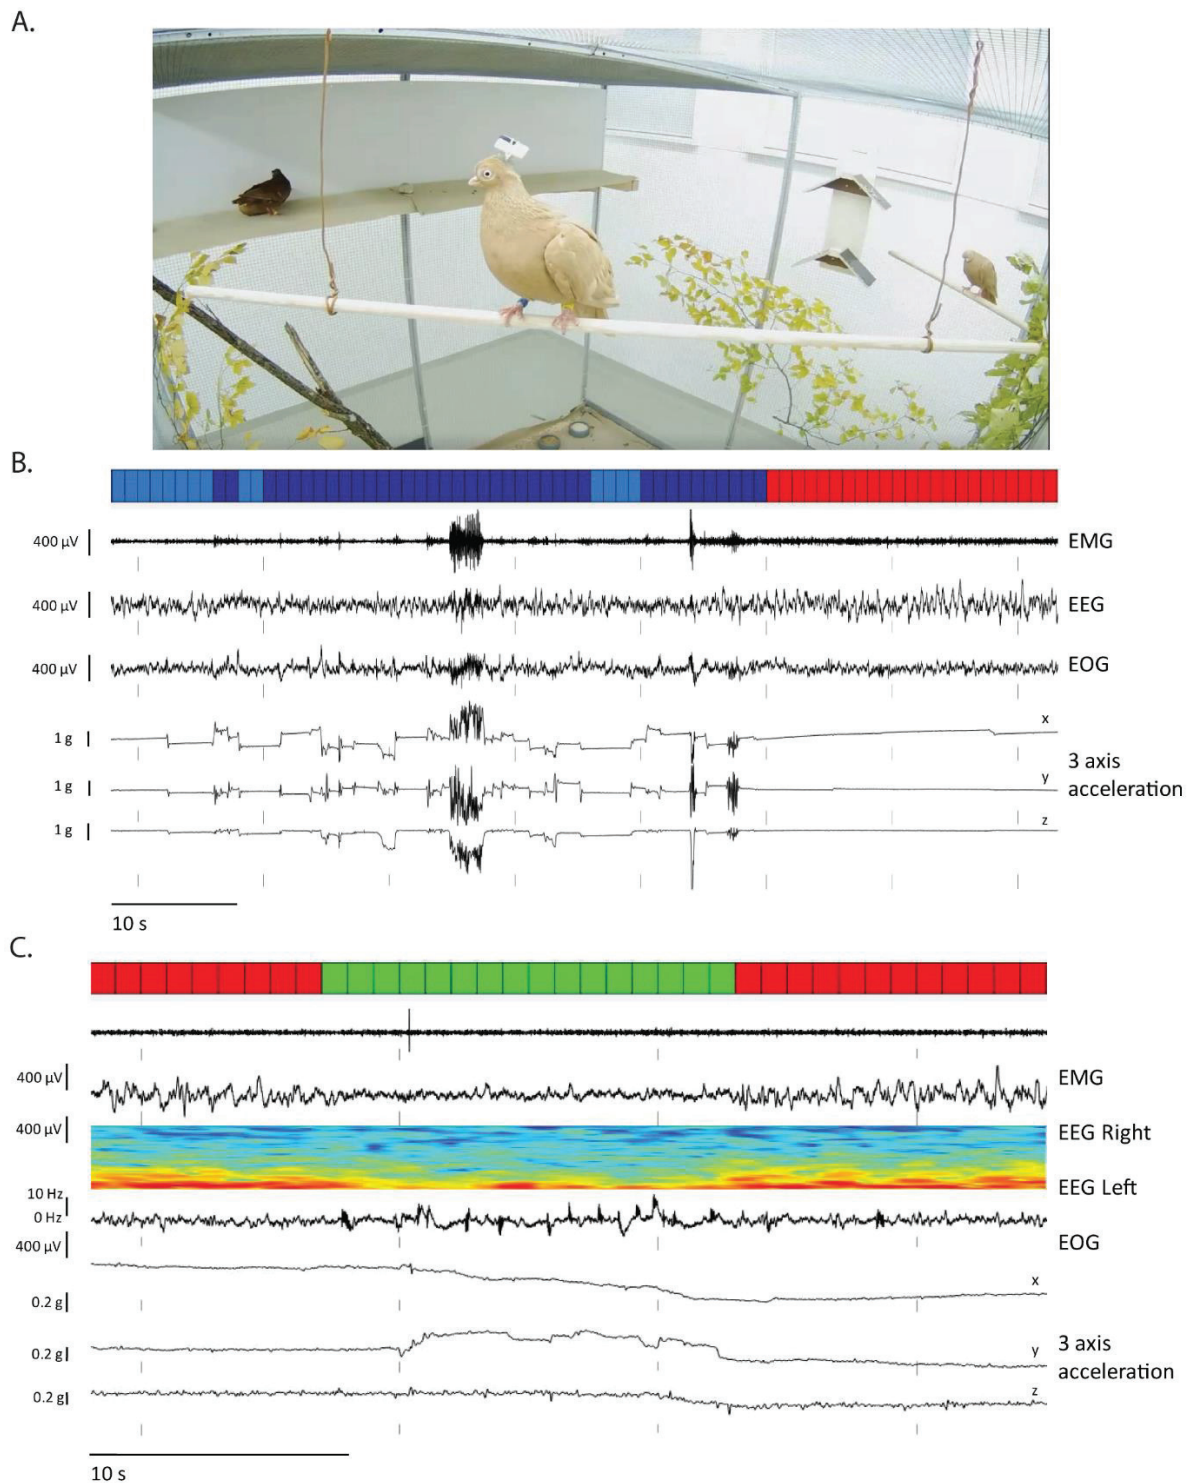 A.
B.
400 µV
EMG
400 µV
EEG
400 µV
EOG
x
1 g
3 axis
acceleration
y
1 g
z
1 g
10 s
C.
400 µV
EMG
400 µV
EEG Right
EEG Left
10 Hz
0 Hz
400 µV
EOG
x
0.2 g
y
0.2 g
3 axis
acceleration
z
0.2 g
10 s